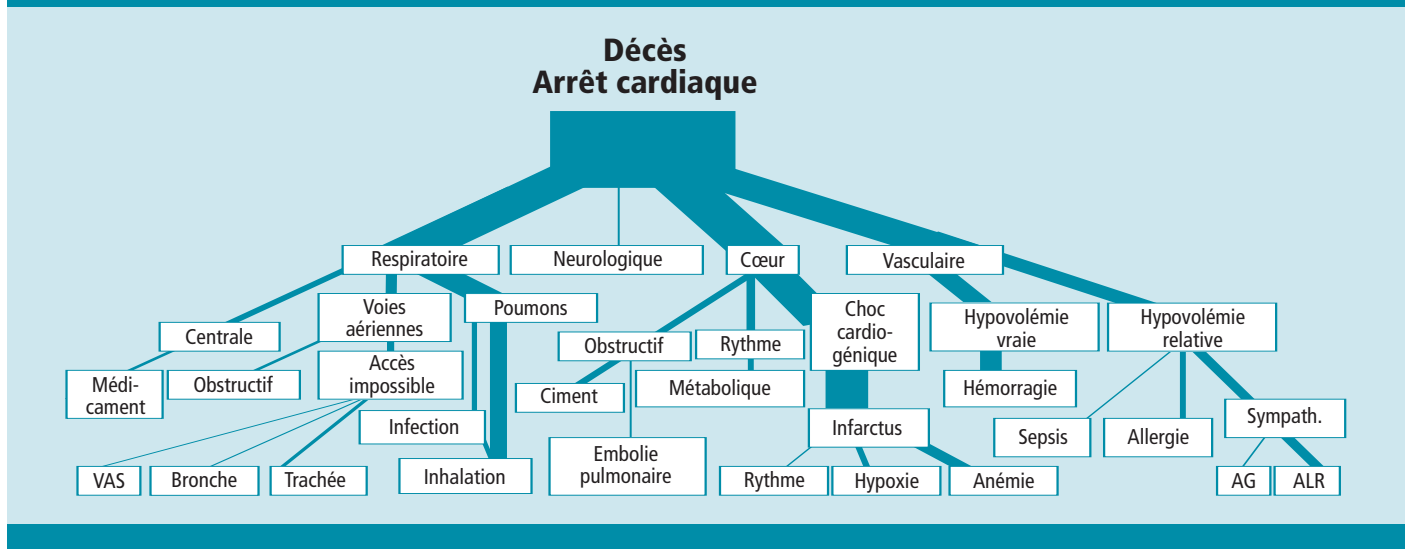 Décès
Arrêt cardiaque
Respiratoire
Neurologique
Cœur
Vasculaire
Centrale
Voies
aériennes
Poumons
Obstructif
Rythme
Choc
cardio-
génique
Hypovolémie
vraie
Hypovolémie
relative
Médi-
cament
Obstructif
Accès
impossible
Ciment
Métabolique
Hémorragie
Infection
Infarctus
Sepsis
Allergie
Sympath.
VAS
Bronche
Trachée
Inhalation
Embolie
pulmonaire
Rythme
Hypoxie
Anémie
AG
ALR